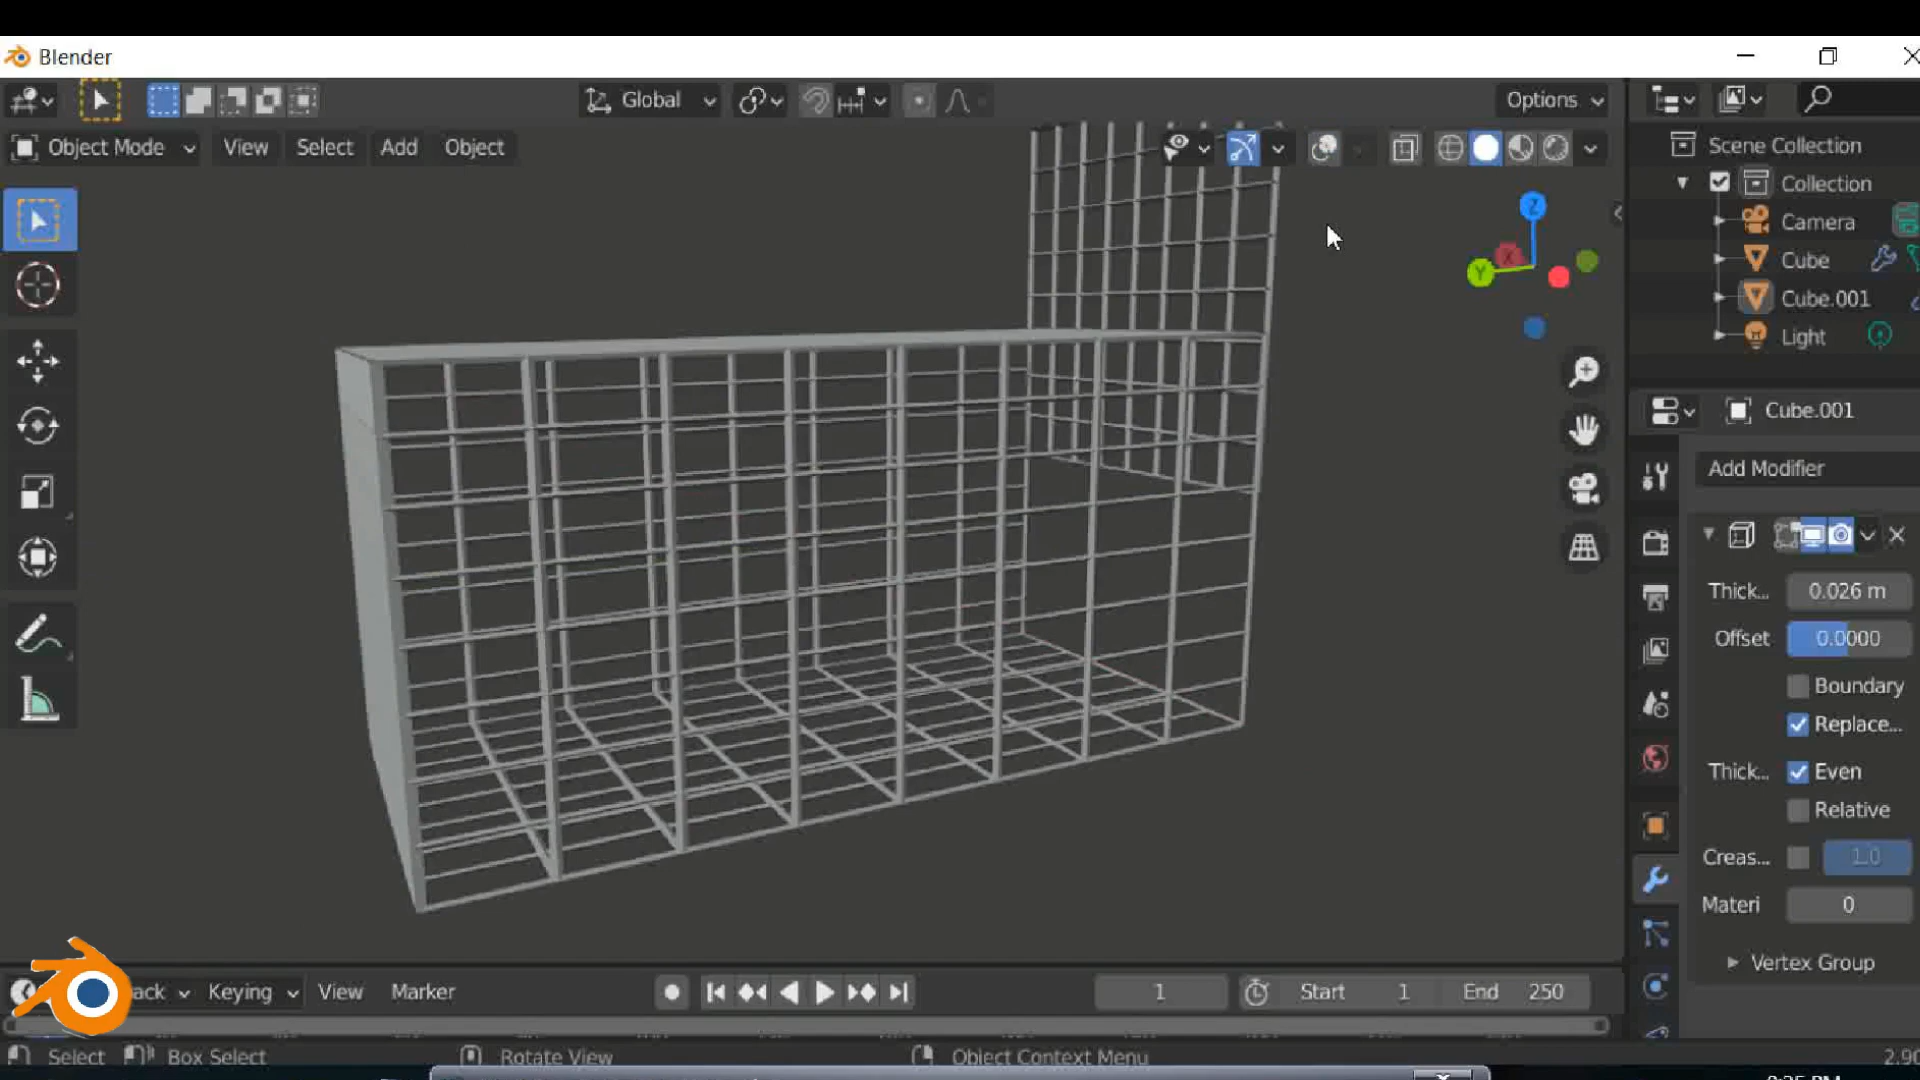 Blender
Global
Options
Object Mode
View
Select
Add
Object
Scene Collection
Collection
Camera
Cube
Cube.001
Light
Z
Y
X
Cube.001
Add Modifier
Thick... 0.026 m
Offset 0.0000
Boundary
Replace...
Thick... Even
Relative
Creas... 1.0
Materi 0
Vertex Group
Keying
View
Marker
1
Start 1
End 250
Select
Box Select
Rotate View
Object Context Menu
2.90